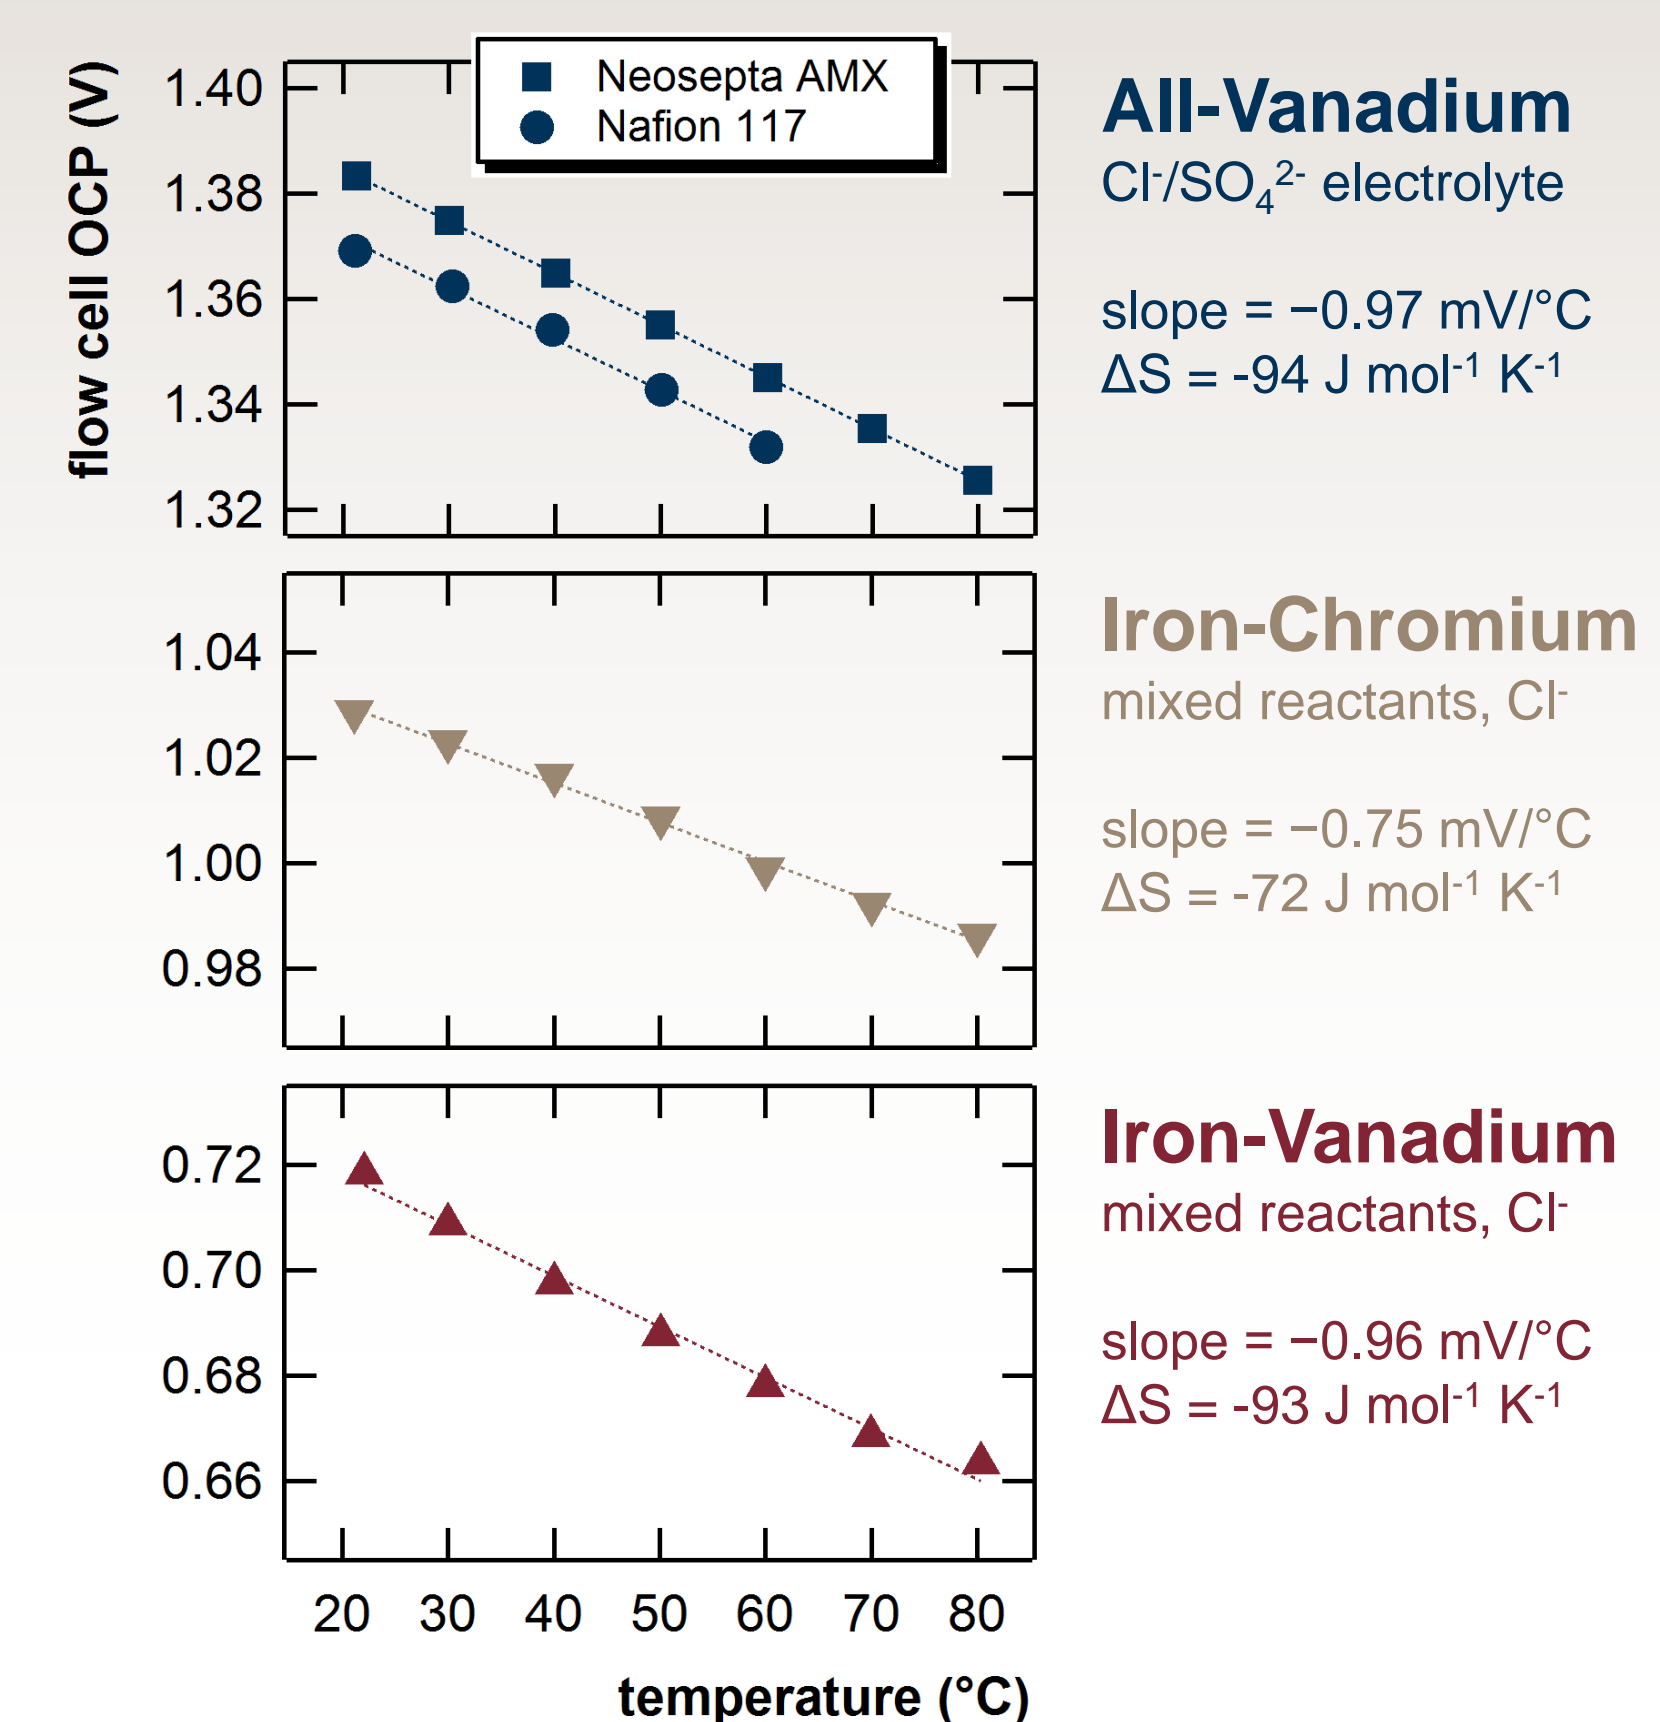 flow cell OCP (V)
1.40
1.38
1.36
1.34
1.32
Neosepta AMX
Nafion 117
All-Vanadium
Cl⁻/SO₄²⁻ electrolyte
slope = −0.97 mV/°C
ΔS = -94 J mol⁻¹ K⁻¹
1.04
1.02
1.00
0.98
Iron-Chromium
mixed reactants, Cl⁻
slope = −0.75 mV/°C
ΔS = -72 J mol⁻¹ K⁻¹
0.72
0.70
0.68
0.66
Iron-Vanadium
mixed reactants, Cl⁻
slope = −0.96 mV/°C
ΔS = -93 J mol⁻¹ K⁻¹
20 30 40 50 60 70 80
temperature (°C)